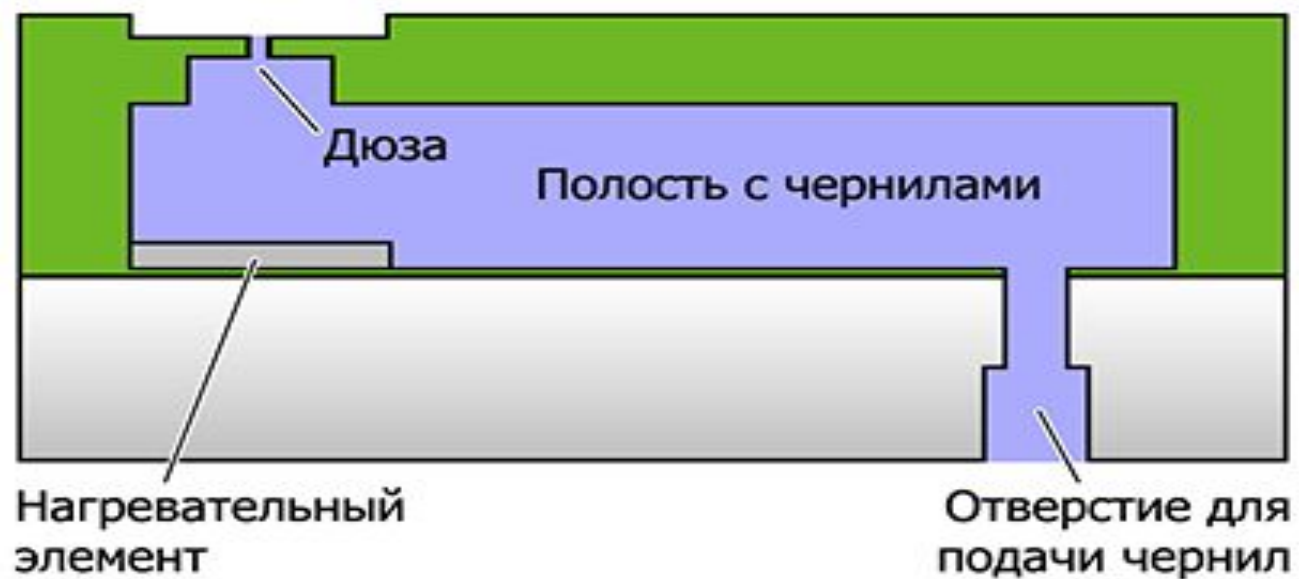 Дюза
Полость с чернилами
Нагревательный
элемент
Отверстие для
подачи чернил